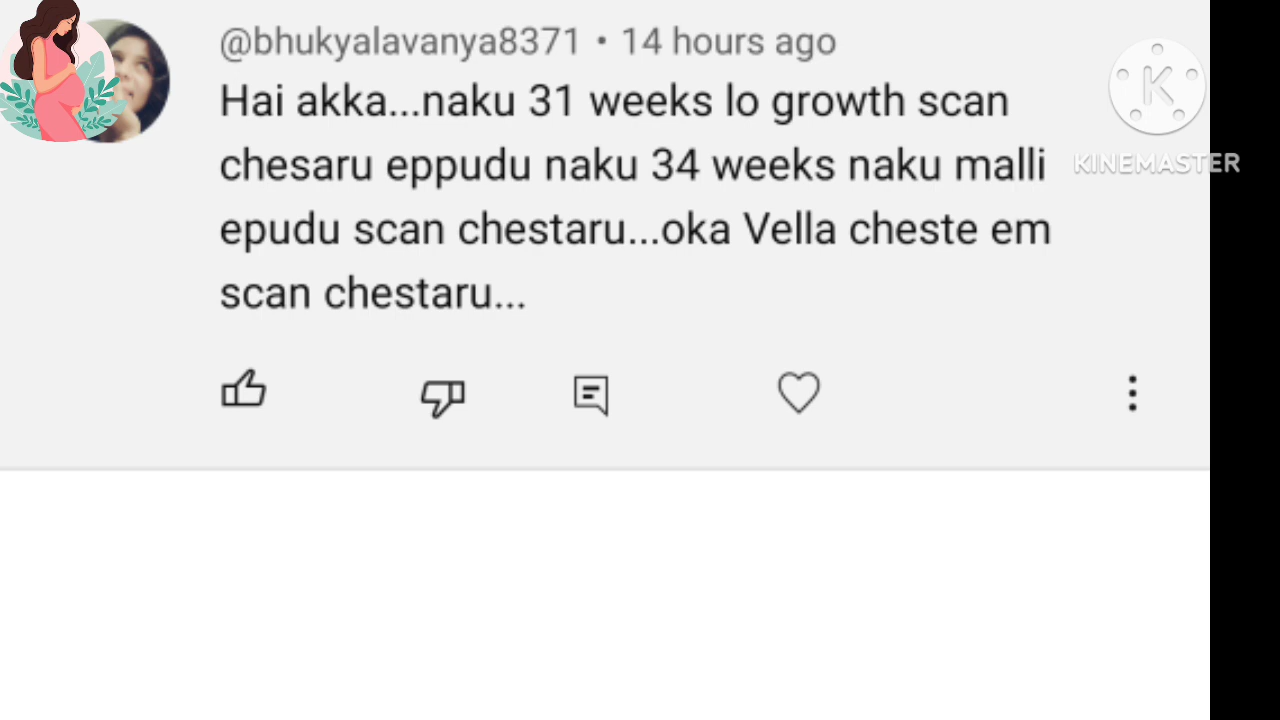 @bhukyalavanya8371 • 14 hours ago
Hai akka...naku 31 weeks lo growth scan
chesaru eppudu naku 34 weeks naku malli
epudu scan chestaru...oka Vella cheste em
scan chestaru...
K
KINEMASTER